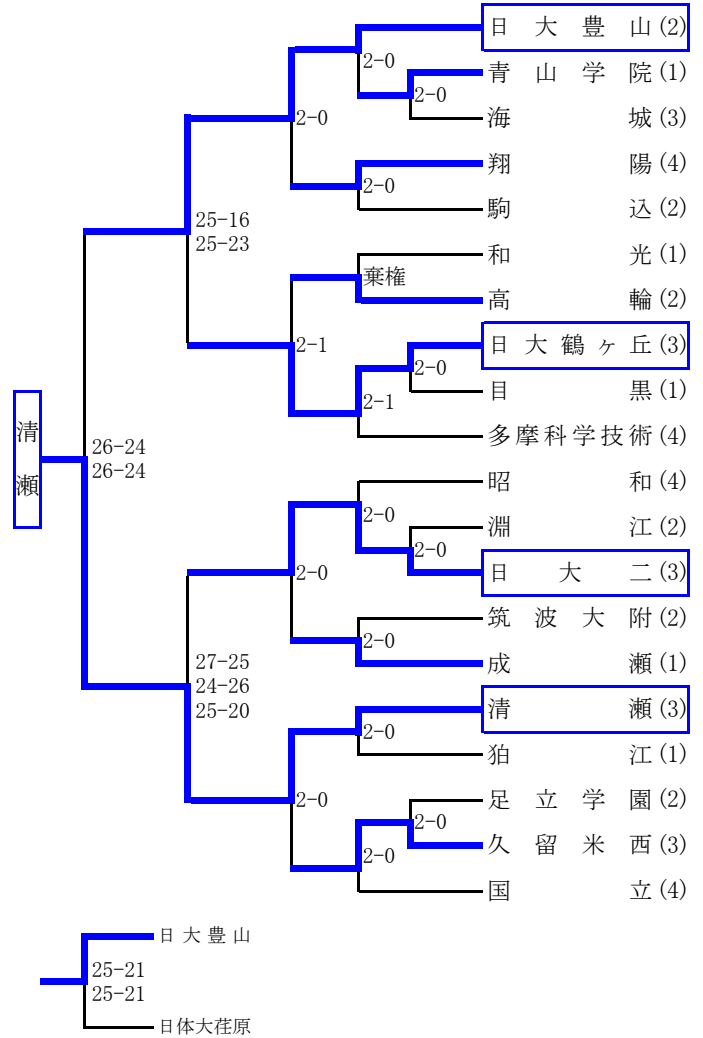 日大豊山(2)
2-0
青山学院(1)
2-0
海城(3)
2-0
翔陽(4)
2-0
駒込(2)
25-16
25-23
和光(1)
棄権
高輪(2)
日大鶴ヶ丘(3)
2-1
2-0
目黒(1)
2-1
多摩科学技術(4)
清瀬
26-24
26-24
昭和(4)
2-0
淵江(2)
2-0
日大二(3)
2-0
筑波大附(2)
2-0
成瀬(1)
27-25
24-26
25-20
清瀬(3)
2-0
狛江(1)
2-0
足立学園(2)
2-0
久留米西(3)
2-0
国立(4)
日大豊山
25-21
25-21
日体大荏原